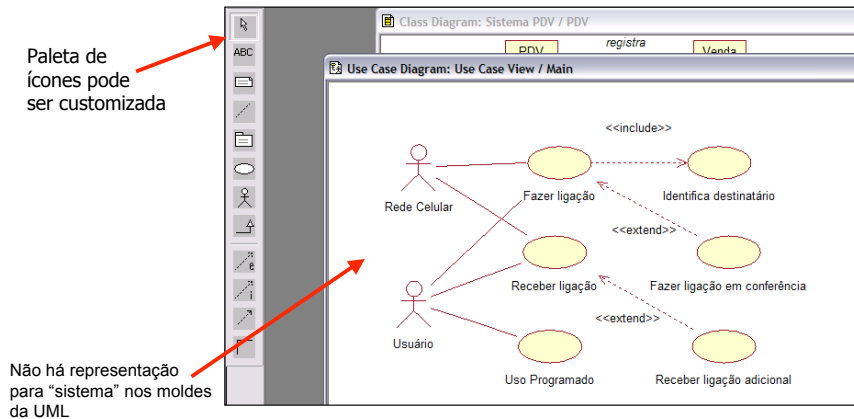 Class Diagram: Sistema PDV / PDV
PDV
registra
Venda
ABC
Paleta de
ícones pode
ser customizada
Use Case Diagram: Use Case View / Main
<<include>>
Rede Celular
Fazer ligação
Identifica destinatário
<<extend>>
Receber ligação
Fazer ligação em conferência
<<extend>>
Usuário
Uso Programado
Receber ligação adicional
e
i
Não há representação
para “sistema” nos moldes
da UML